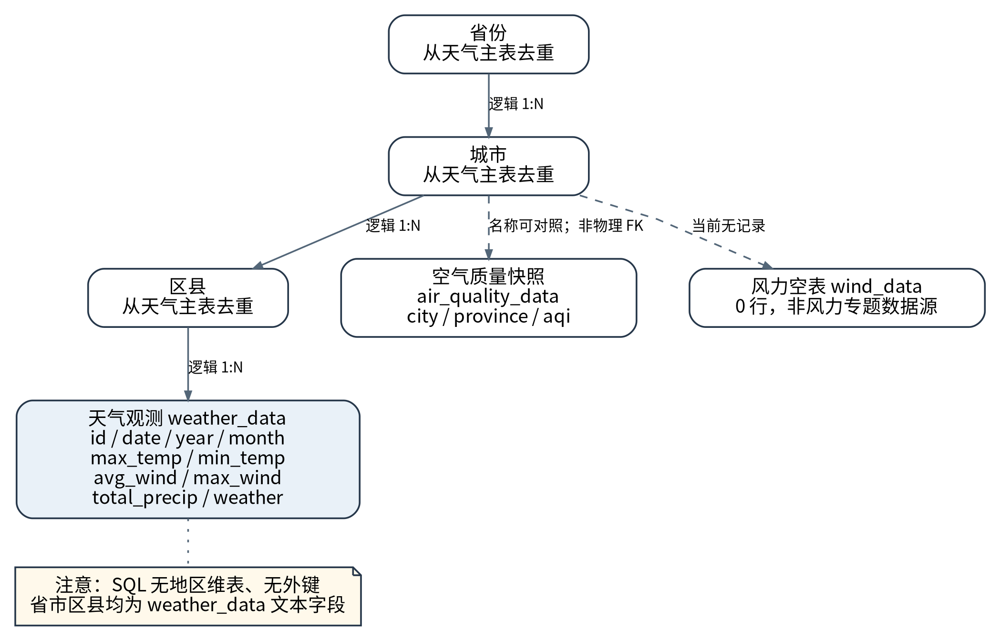 省份
从天气主表去重
逻辑 1:N
城市
从天气主表去重
逻辑 1:N
名称可对照；非物理 FK
当前无记录
区县
从天气主表去重
空气质量快照
air_quality_data
city / province / aqi
风力空表 wind_data
0 行，非风力专题数据源
逻辑 1:N
天气观测 weather_data
id / date / year / month
max_temp / min_temp
avg_wind / max_wind
total_precip / weather
注意：SQL 无地区维表、无外键
省市区县均为 weather_data 文本字段